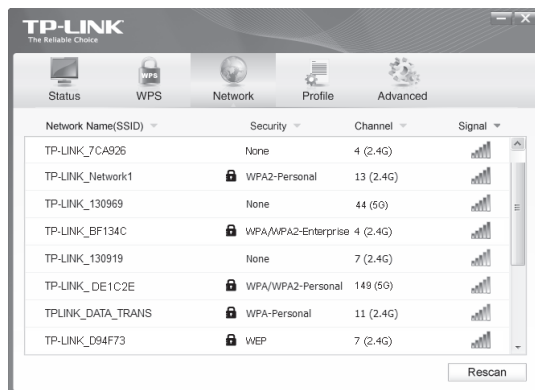 TP-LINK
The Reliable Choice
Status WPS Network Profile Advanced
Network Name(SSID) Security Channel Signal
TP-LINK_7CA926 None 4 (2.4G)
TP-LINK_Network1 WPA2-Personal 13 (2.4G)
TP-LINK_130969 None 44 (5G)
TP-LINK_BF134C WPA/WPA2-Enterprise 4 (2.4G)
TP-LINK_130919 None 7 (2.4G)
TP-LINK_ DE1C2E WPA/WPA2-Personal 149 (5G)
TPLINK_DATA_TRANS WPA-Personal 11 (2.4G)
TP-LINK_D94F73 WEP 7 (2.4G)
Rescan